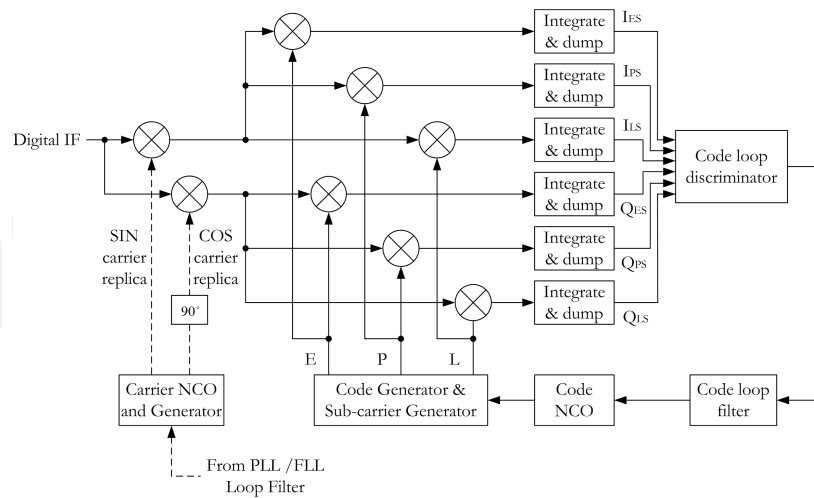 Integrate
& dump
IES
Integrate
& dump
IPS
Integrate
& dump
ILS
Digital IF
Code loop
discriminator
Integrate
& dump
QES
SIN
carrier
replica
COS
carrier
replica
Integrate
& dump
QPS
Integrate
& dump
QLS
90°
E
P
L
Carrier NCO
and Generator
Code Generator &
Sub-carrier Generator
Code
NCO
Code loop
filter
From PLL /FLL
Loop Filter